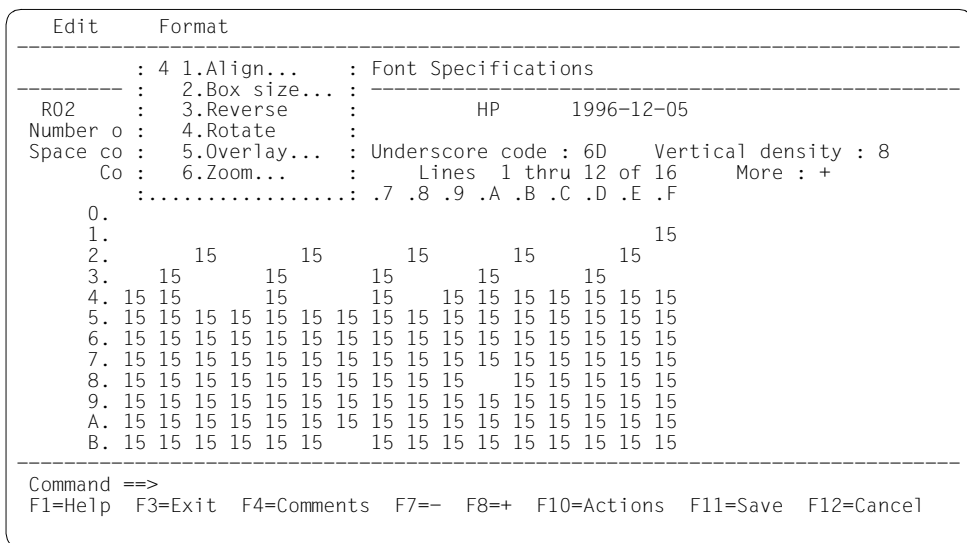 Edit     Format
---------------------------------------------------------------------------------
          : 4 1.Align...    : Font Specifications
--------- :   2.Box size... : ---------------------------------------------------
  RO2     :   3.Reverse     :          HP      1996-12-05
Number o :    4.Rotate      :
Space co :    5.Overlay...  : Underscore code : 6D   Vertical density : 8
      Co :    6.Zoom...     :     Lines  1 thru 12 of 16     More : +
         :..................: .7 .8 .9 .A .B .C .D .E .F
     0.
     1.                                              15
     2.       15       15       15       15       15
     3.    15       15       15       15       15
     4. 15 15       15       15    15 15 15 15 15 15 15
     5. 15 15 15 15 15 15 15 15 15 15 15 15 15 15 15 15
     6. 15 15 15 15 15 15 15 15 15 15 15 15 15 15 15 15
     7. 15 15 15 15 15 15 15 15 15 15 15 15 15 15 15 15
     8. 15 15 15 15 15 15 15 15 15 15    15 15 15 15 15
     9. 15 15 15 15 15 15 15 15 15 15 15 15 15 15 15 15
     A. 15 15 15 15 15 15 15 15 15 15 15 15 15 15 15 15
     B. 15 15 15 15 15 15    15 15 15 15 15 15 15 15 15
---------------------------------------------------------------------------------
Command ==>
F1=Help  F3=Exit  F4=Comments  F7=-  F8=+  F10=Actions  F11=Save  F12=Cancel